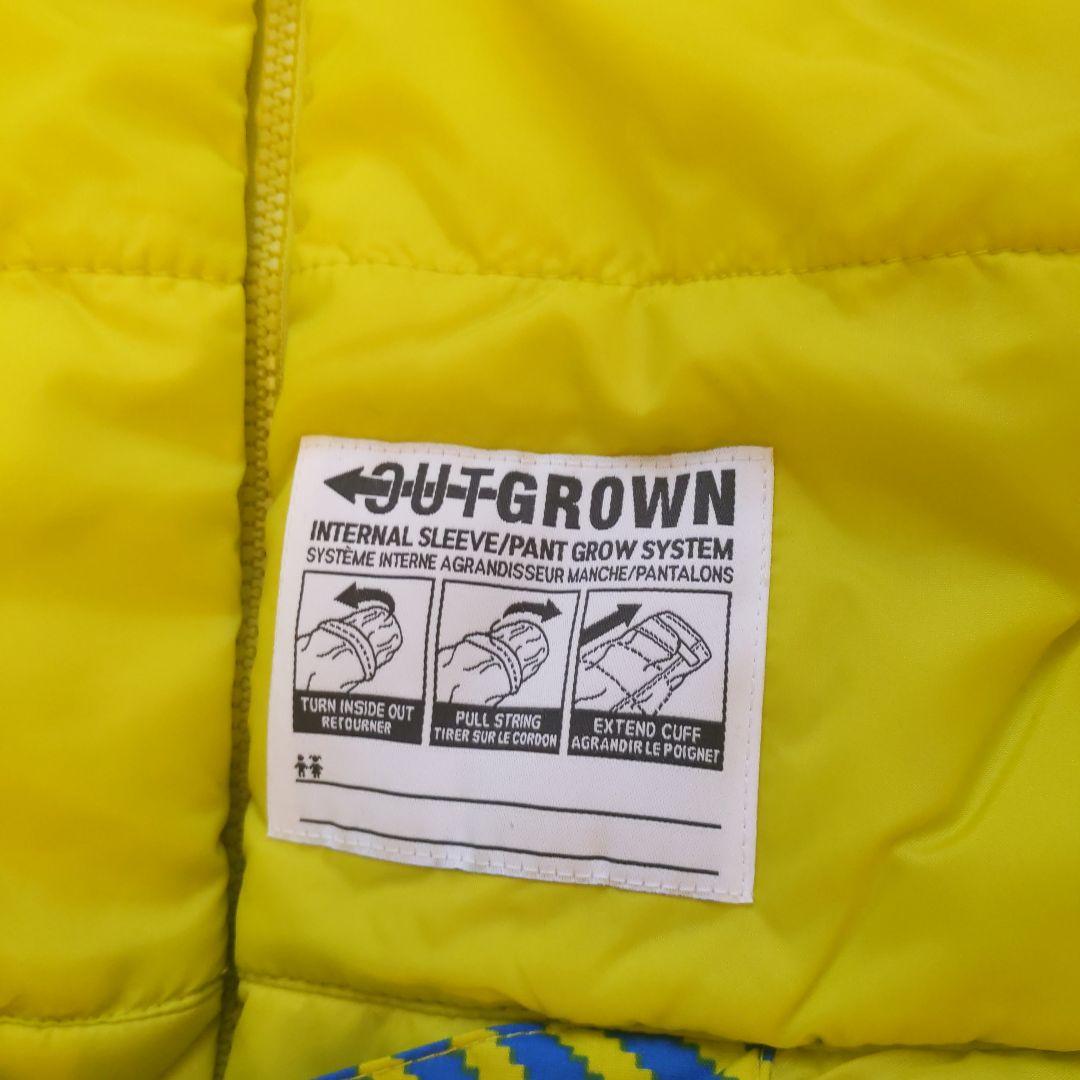 OUTGROWN
INTERNAL SLEEVE/PANT GROW SYSTEM
SYSTÈME INTERNE AGRANDISSEUR MANCHE/PANTALONS
TURN INSIDE OUT
RETOURNER
PULL STRING
TIRER SUR LE CORDON
EXTEND CUFF
AGRANDIR LE POIGNET